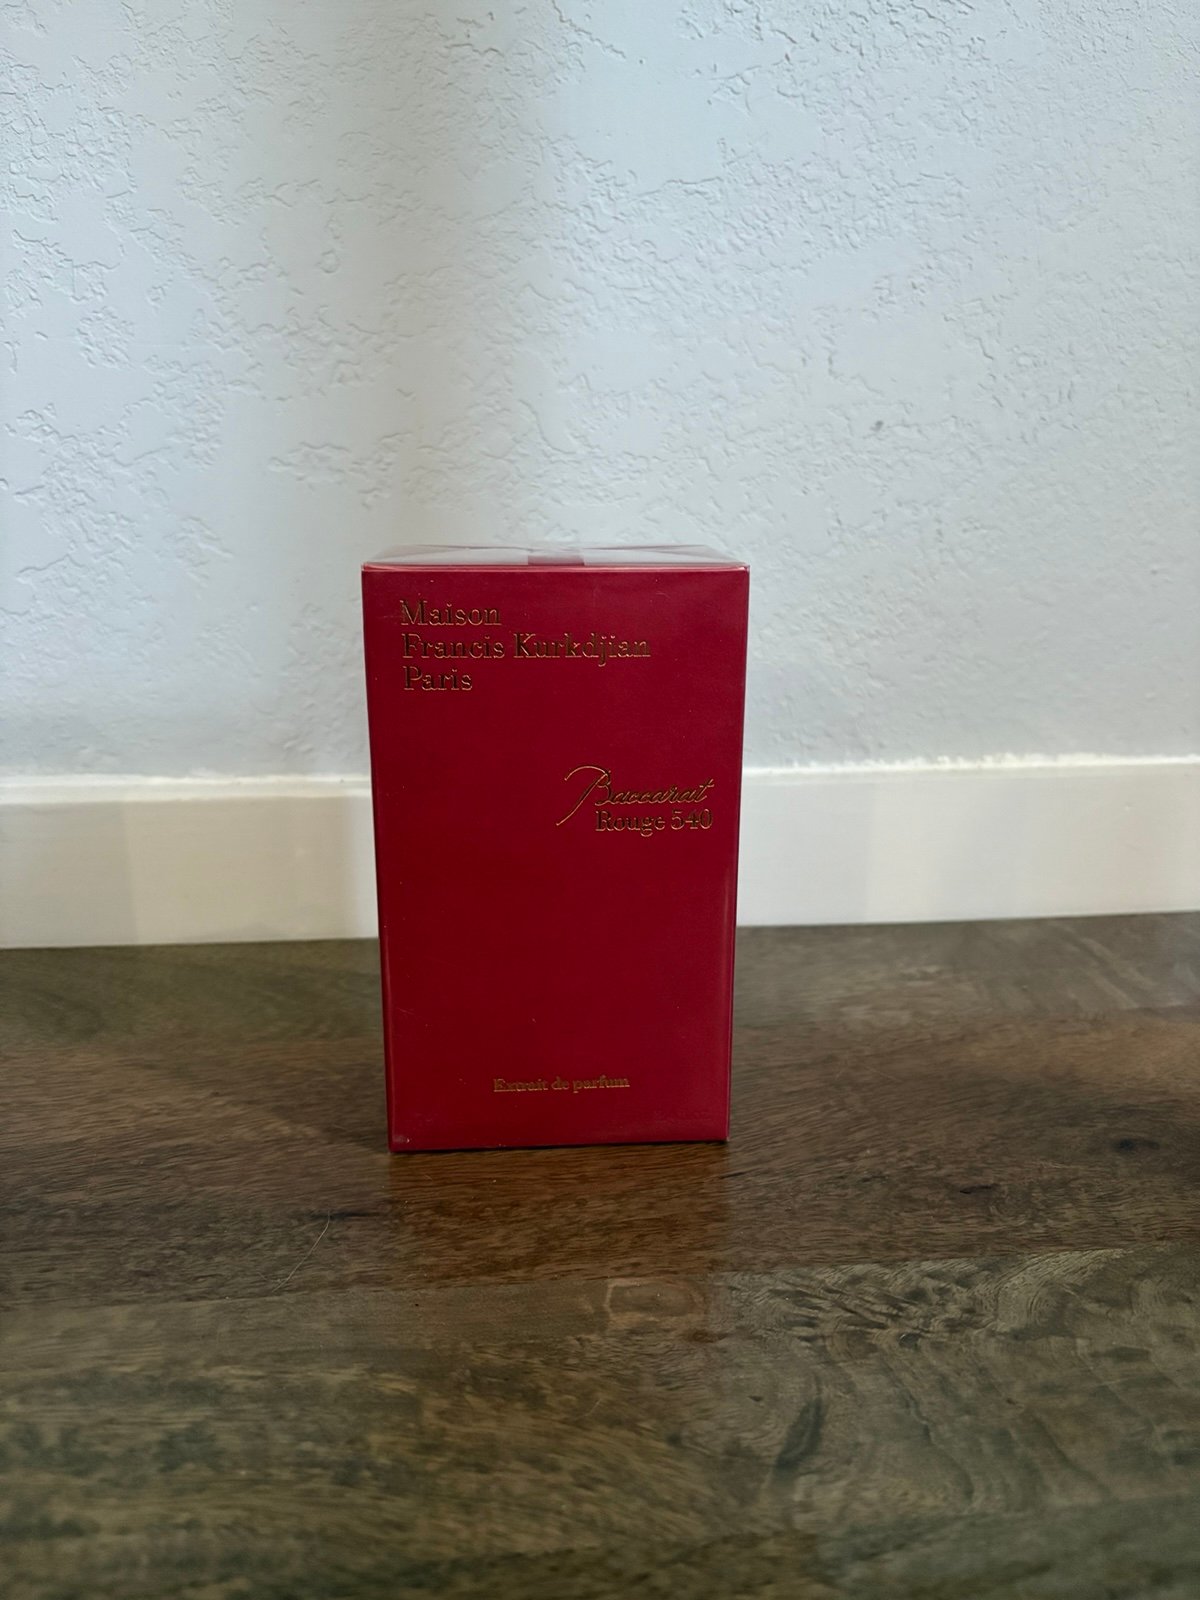 Maison
Francis Kurkdjian
Paris
Baccarat
Rouge 540
Extrait de parfum